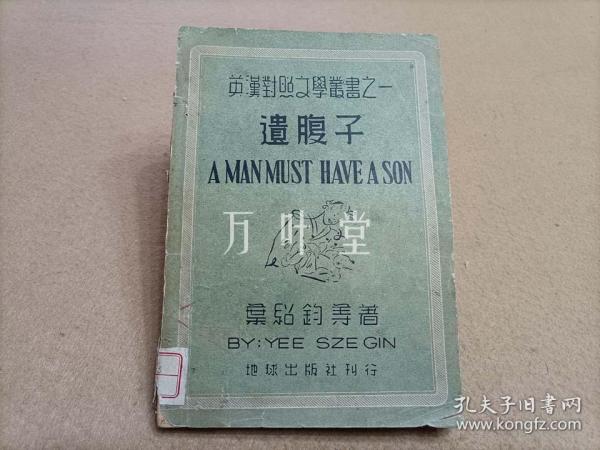 英漢對照文學叢書之一
遺腹子
A MAN MUST HAVE A SON
万叶堂
葉紹鈞等著
BY: YEE SZE GIN
地球出版社刊行
孔夫子旧书网
www.kongfz.com